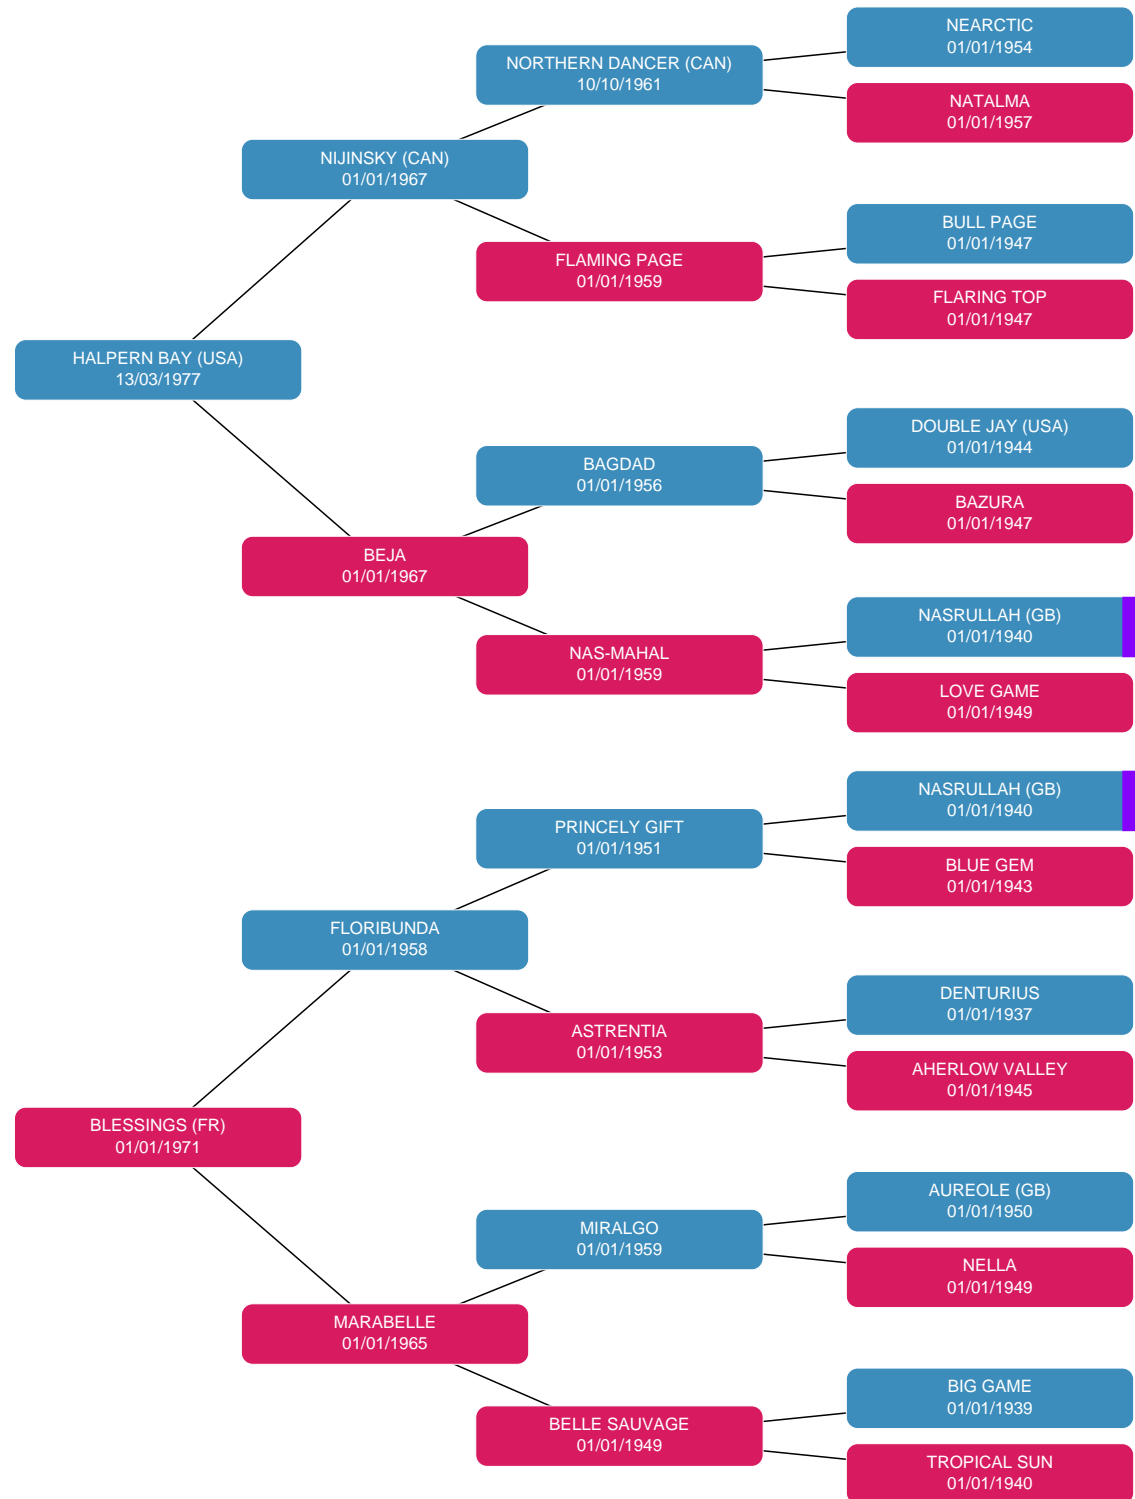 NEARCTIC
01/01/1954
NORTHERN DANCER (CAN)
10/10/1961
NATALMA
01/01/1957
NIJINSKY (CAN)
01/01/1967
BULL PAGE
01/01/1947
FLAMING PAGE
01/01/1959
FLARING TOP
01/01/1947
HALPERN BAY (USA)
13/03/1977
DOUBLE JAY (USA)
01/01/1944
BAGDAD
01/01/1956
BAZURA
01/01/1947
BEJA
01/01/1967
NASRULLAH (GB)
01/01/1940
NAS-MAHAL
01/01/1959
LOVE GAME
01/01/1949
NASRULLAH (GB)
01/01/1940
PRINCELY GIFT
01/01/1951
BLUE GEM
01/01/1943
FLORIBUNDA
01/01/1958
DENTURIUS
01/01/1937
ASTRENTIA
01/01/1953
AHERLOW VALLEY
01/01/1945
BLESSINGS (FR)
01/01/1971
AUREOLE (GB)
01/01/1950
MIRALGO
01/01/1959
NELLA
01/01/1949
MARABELLE
01/01/1965
BIG GAME
01/01/1939
BELLE SAUVAGE
01/01/1949
TROPICAL SUN
01/01/1940